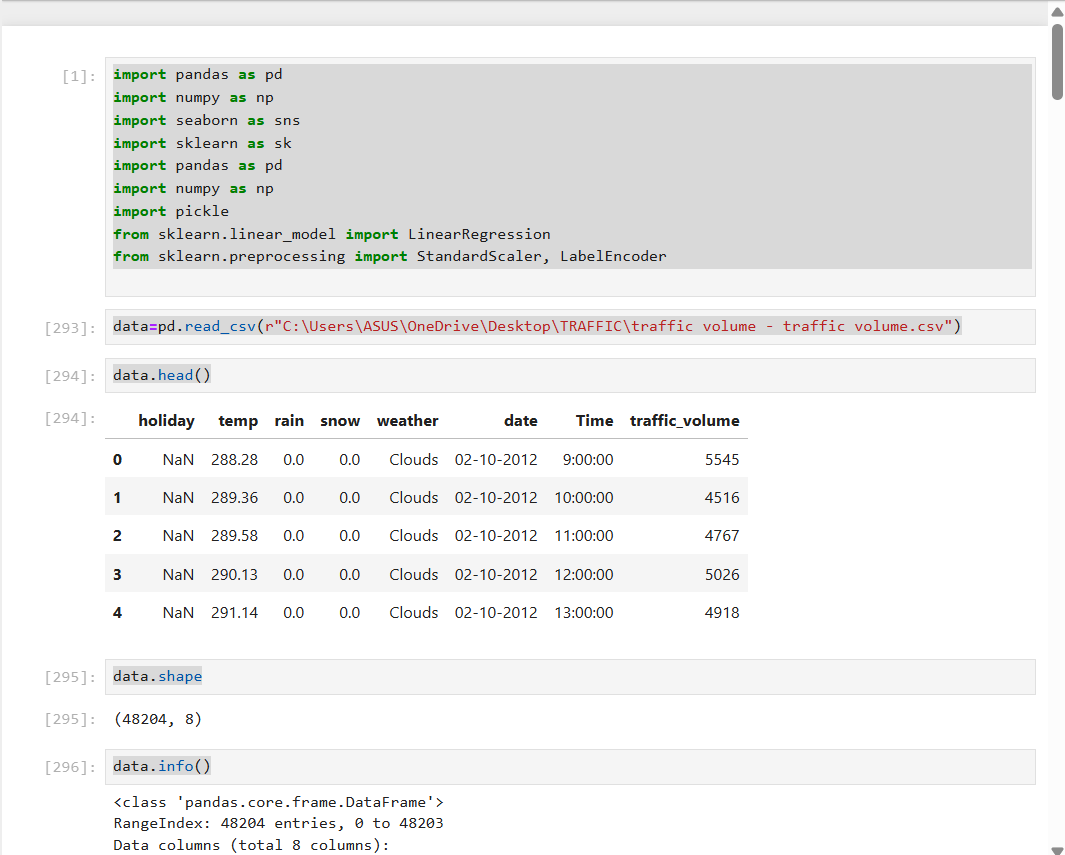 [1]:
import pandas as pd
import numpy as np
import seaborn as sns
import sklearn as sk
import pandas as pd
import numpy as np
import pickle
from sklearn.linear_model import LinearRegression
from sklearn.preprocessing import StandardScaler, LabelEncoder
[293]: data=pd.read_csv(r"C:\Users\ASUS\OneDrive\Desktop\TRAFFIC\traffic volume - traffic volume.csv")
[294]: data.head()
[294]: holiday temp rain snow weather date Time traffic_volume
0 NaN 288.28 0.0 0.0 Clouds 02-10-2012 9:00:00 5545
1 NaN 289.36 0.0 0.0 Clouds 02-10-2012 10:00:00 4516
2 NaN 289.58 0.0 0.0 Clouds 02-10-2012 11:00:00 4767
3 NaN 290.13 0.0 0.0 Clouds 02-10-2012 12:00:00 5026
4 NaN 291.14 0.0 0.0 Clouds 02-10-2012 13:00:00 4918
[295]: data.shape
[295]: (48204, 8)
[296]: data.info()
<class 'pandas.core.frame.DataFrame'>
RangeIndex: 48204 entries, 0 to 48203
Data columns (total 8 columns):